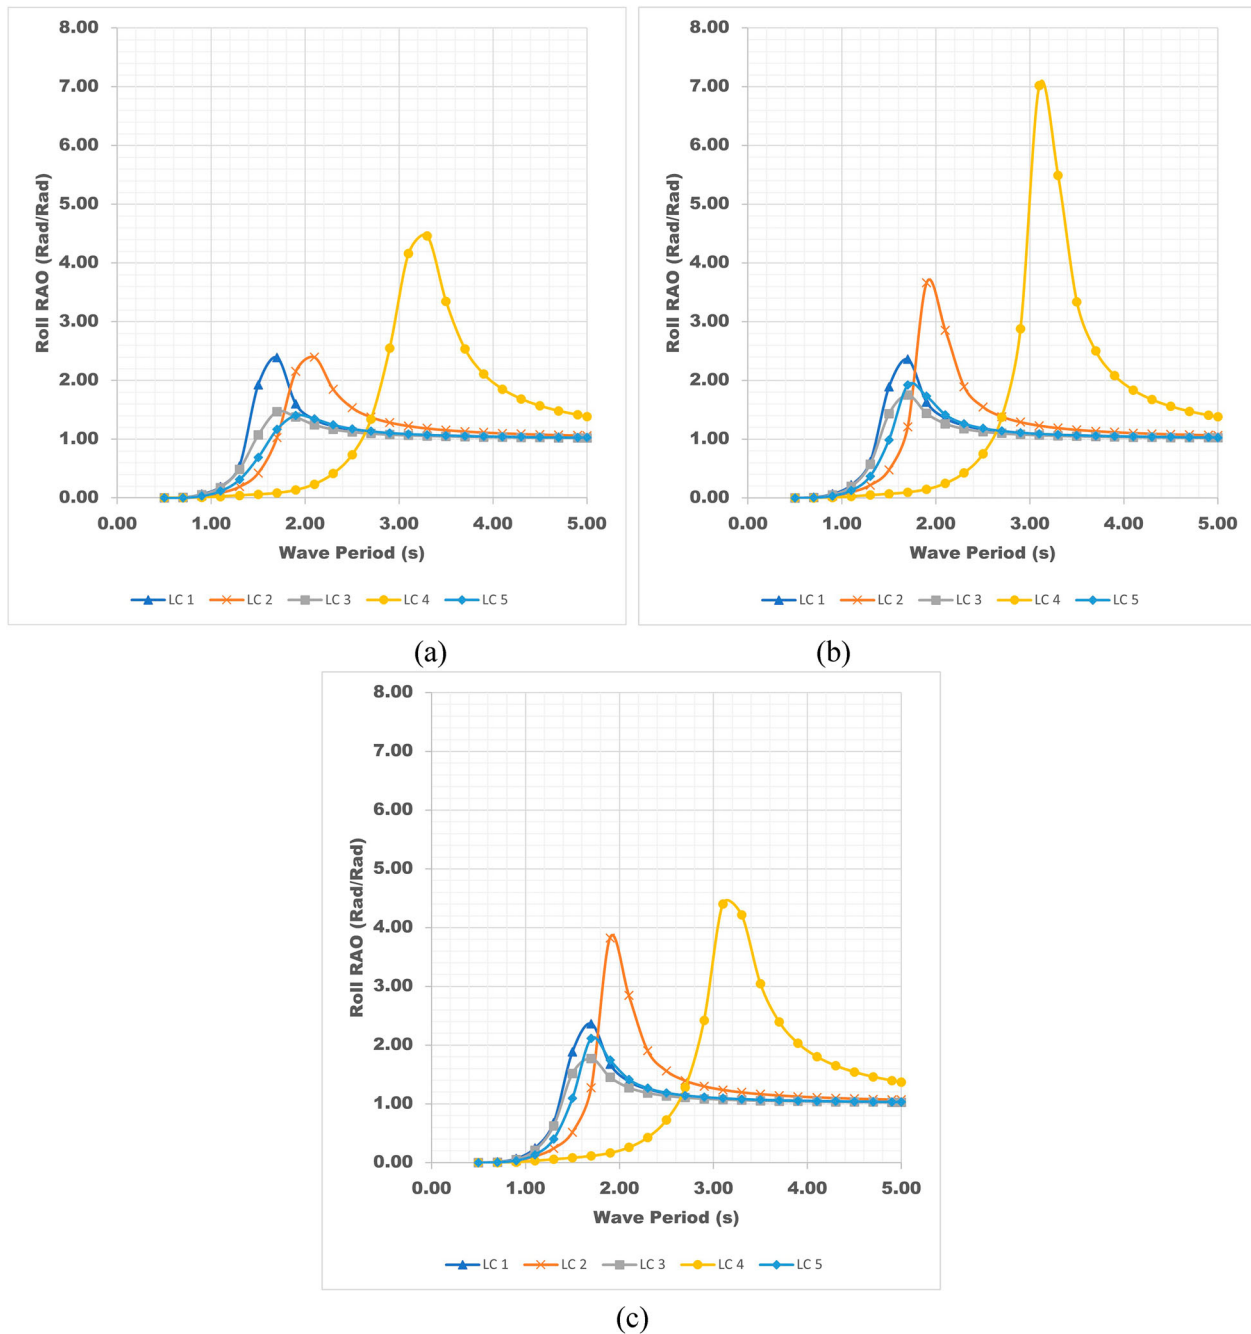 8.00
7.00
6.00
5.00
4.00
3.00
2.00
1.00
0.00
Roll RAO (Rad/Rad)
0.00 1.00 2.00 3.00 4.00 5.00
Wave Period (s)
LC 1 LC 2 LC 3 LC 4 LC 5
(a)
8.00
7.00
6.00
5.00
4.00
3.00
2.00
1.00
0.00
Roll RAO (Rad/Rad)
0.00 1.00 2.00 3.00 4.00 5.00
Wave Period (s)
LC 1 LC 2 LC 3 LC 4 LC 5
(b)
8.00
7.00
6.00
5.00
4.00
3.00
2.00
1.00
0.00
Roll RAO (Rad/Rad)
0.00 1.00 2.00 3.00 4.00 5.00
Wave Period (s)
LC 1 LC 2 LC 3 LC 4 LC 5
(c)